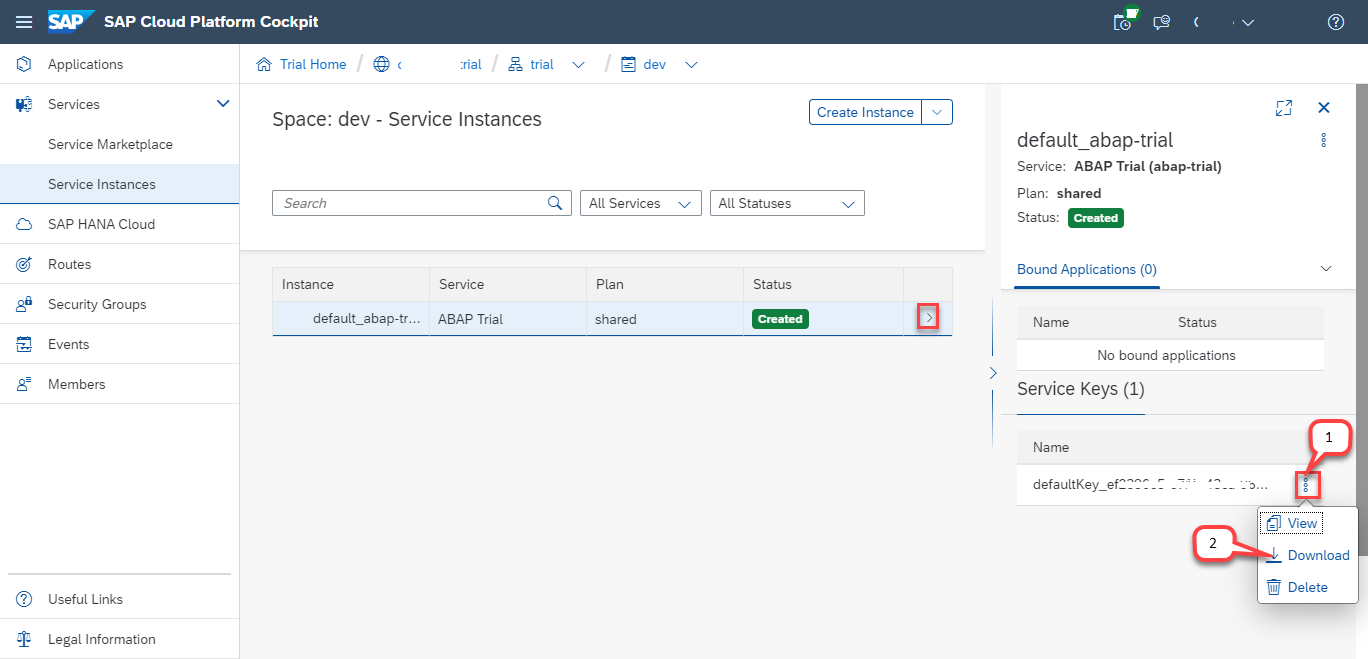 SAP SAP Cloud Platform Cockpit
Applications
Services
Service Marketplace
Service Instances
SAP HANA Cloud
Routes
Security Groups
Events
Members
Useful Links
Legal Information
Trial Home / rial / trial / dev
Space: dev - Service Instances
Create Instance
Search
All Services
All Statuses
Instance Service Plan Status
default_abap-tr... ABAP Trial shared Created
default_abap-trial
Service: ABAP Trial (abap-trial)
Plan: shared
Status: Created
Bound Applications (0)
Name Status
No bound applications
Service Keys (1)
Name
1
View
2
Download
Delete